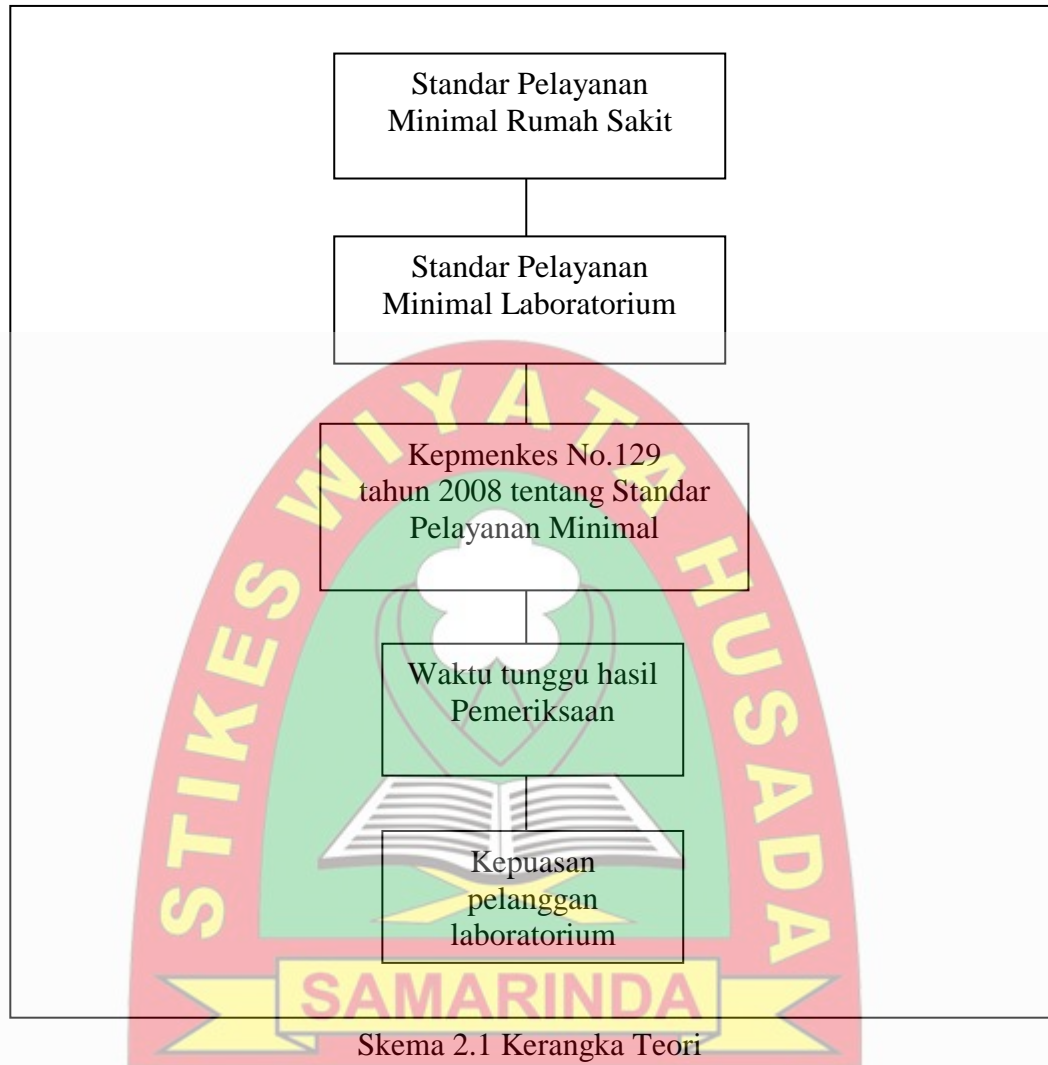 Standar Pelayanan
Minimal Rumah Sakit
Standar Pelayanan
Minimal Laboratorium
Kepmenkes No.129
tahun 2008 tentang Standar
Pelayanan Minimal
Waktu tunggu hasil
Pemeriksaan
Kepuasan
pelanggan
laboratorium
STIKES WIYATA HUSADA
SAMARINDA
Skema 2.1 Kerangka Teori